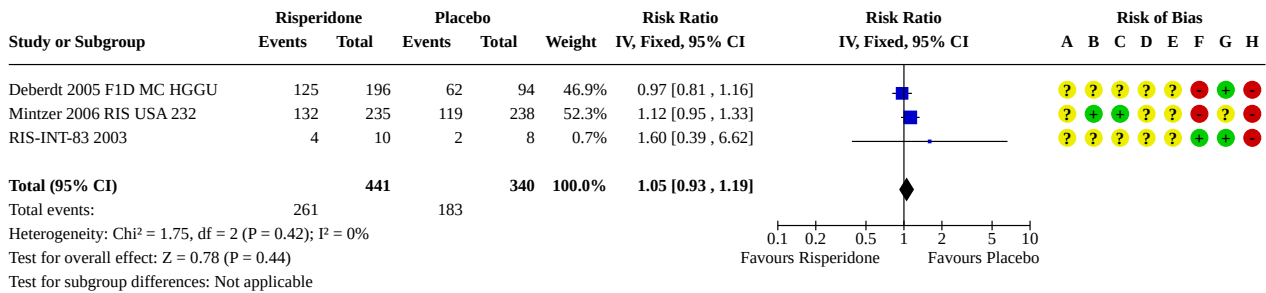 Risperidone Placebo Risk Ratio Risk Ratio Risk of Bias
Study or Subgroup Events Total Events Total Weight IV, Fixed, 95% CI IV, Fixed, 95% CI A B C D E F G H
Deberdt 2005 F1D MC HGGU 125 196 62 94 46.9% 0.97 [0.81 , 1.16] ? ? ? ? ? - + -
Mintzer 2006 RIS USA 232 132 235 119 238 52.3% 1.12 [0.95 , 1.33] ? + + ? ? - ? -
RIS-INT-83 2003 4 10 2 8 0.7% 1.60 [0.39 , 6.62] ? ? ? ? ? + + -
Total (95% CI) 441 340 100.0% 1.05 [0.93 , 1.19]
Total events: 261 183
Heterogeneity: Chi² = 1.75, df = 2 (P = 0.42); I² = 0% 0.1 0.2 0.5 1 2 5 10
Test for overall effect: Z = 0.78 (P = 0.44) Favours Risperidone Favours Placebo
Test for subgroup differences: Not applicable